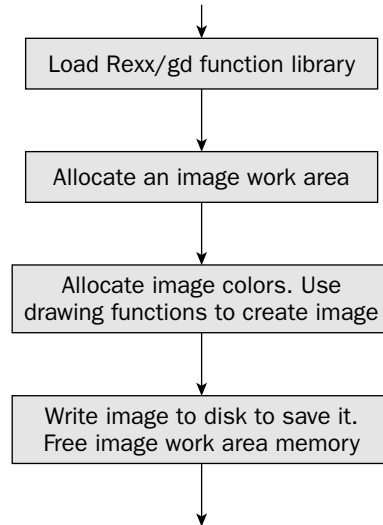 Load Rexx/gd function library
Allocate an image work area
Allocate image colors. Use
drawing functions to create image
Write image to disk to save it.
Free image work area memory